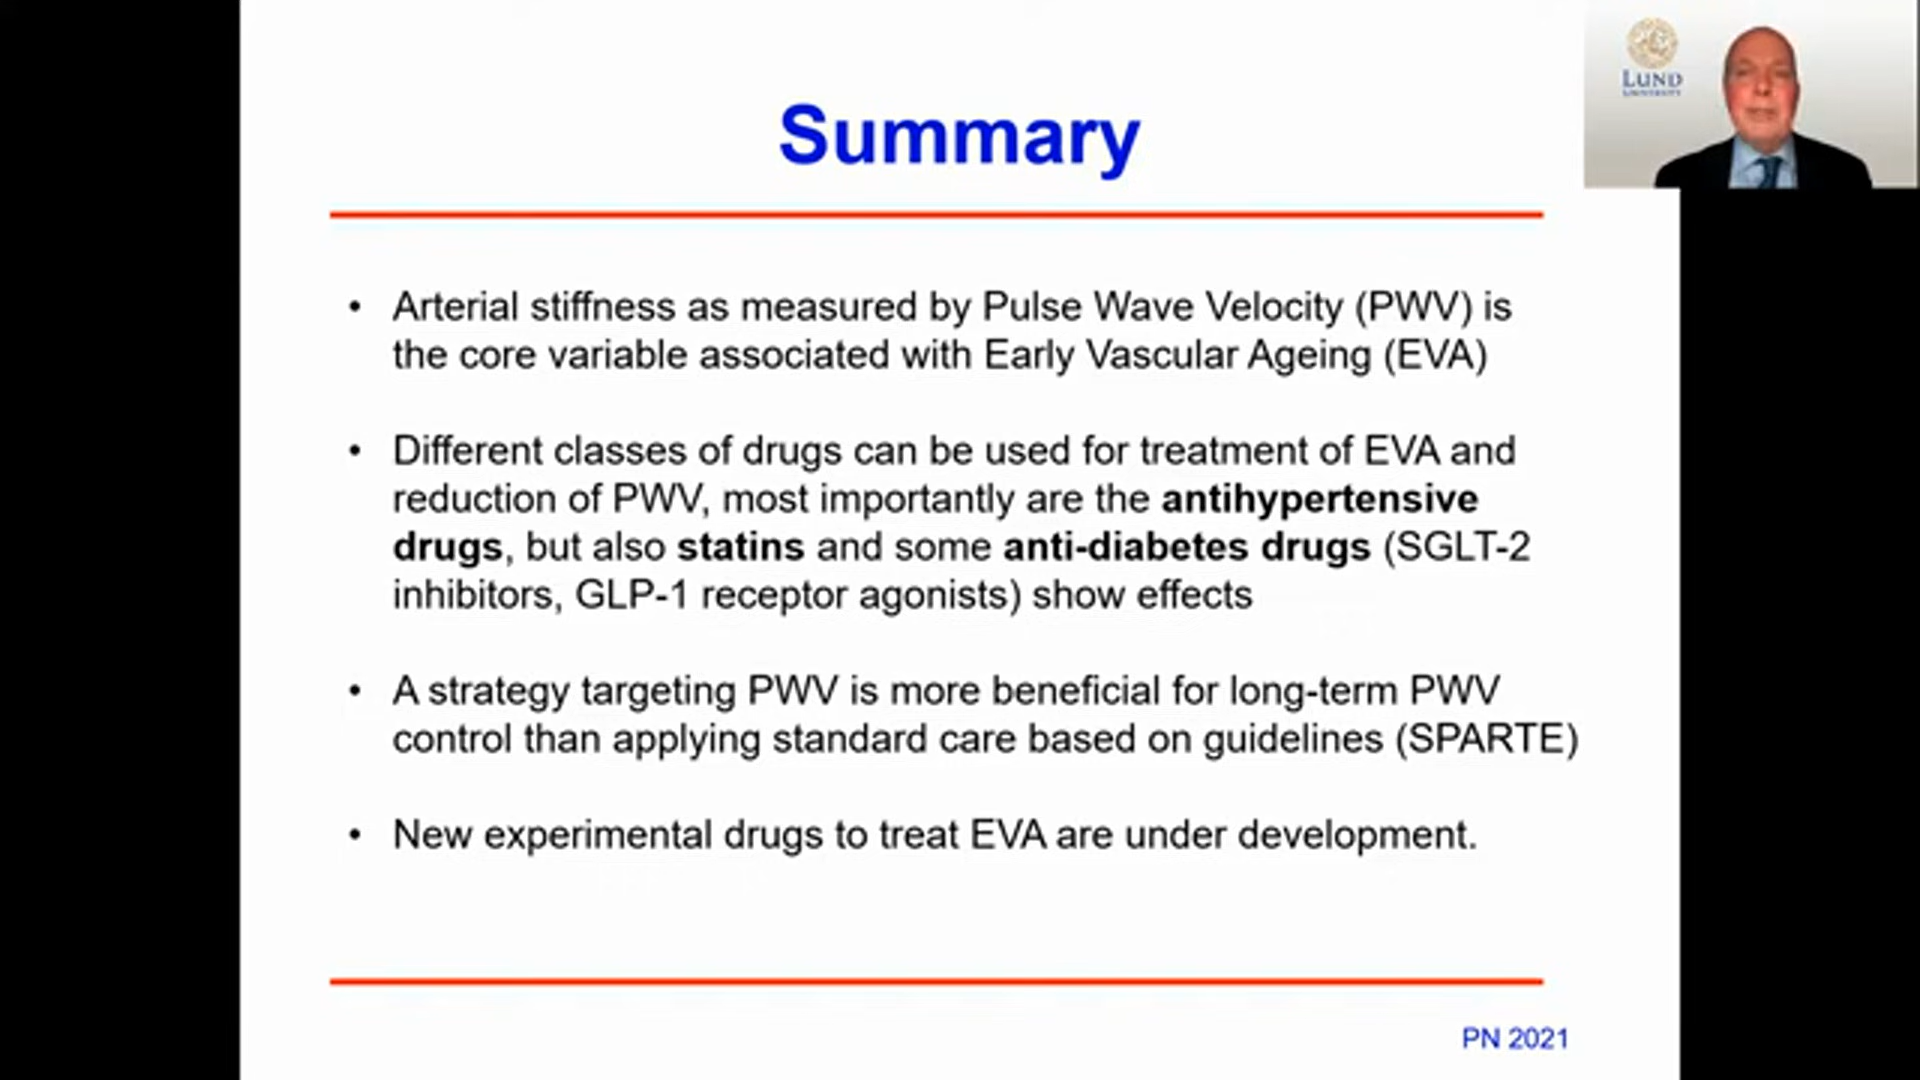 LUND
UNIVERSITY
Summary
• Arterial stiffness as measured by Pulse Wave Velocity (PWV) is
the core variable associated with Early Vascular Ageing (EVA)
• Different classes of drugs can be used for treatment of EVA and
reduction of PWV, most importantly are the antihypertensive
drugs, but also statins and some anti-diabetes drugs (SGLT-2
inhibitors, GLP-1 receptor agonists) show effects
• A strategy targeting PWV is more beneficial for long-term PWV
control than applying standard care based on guidelines (SPARTE)
• New experimental drugs to treat EVA are under development.
PN 2021